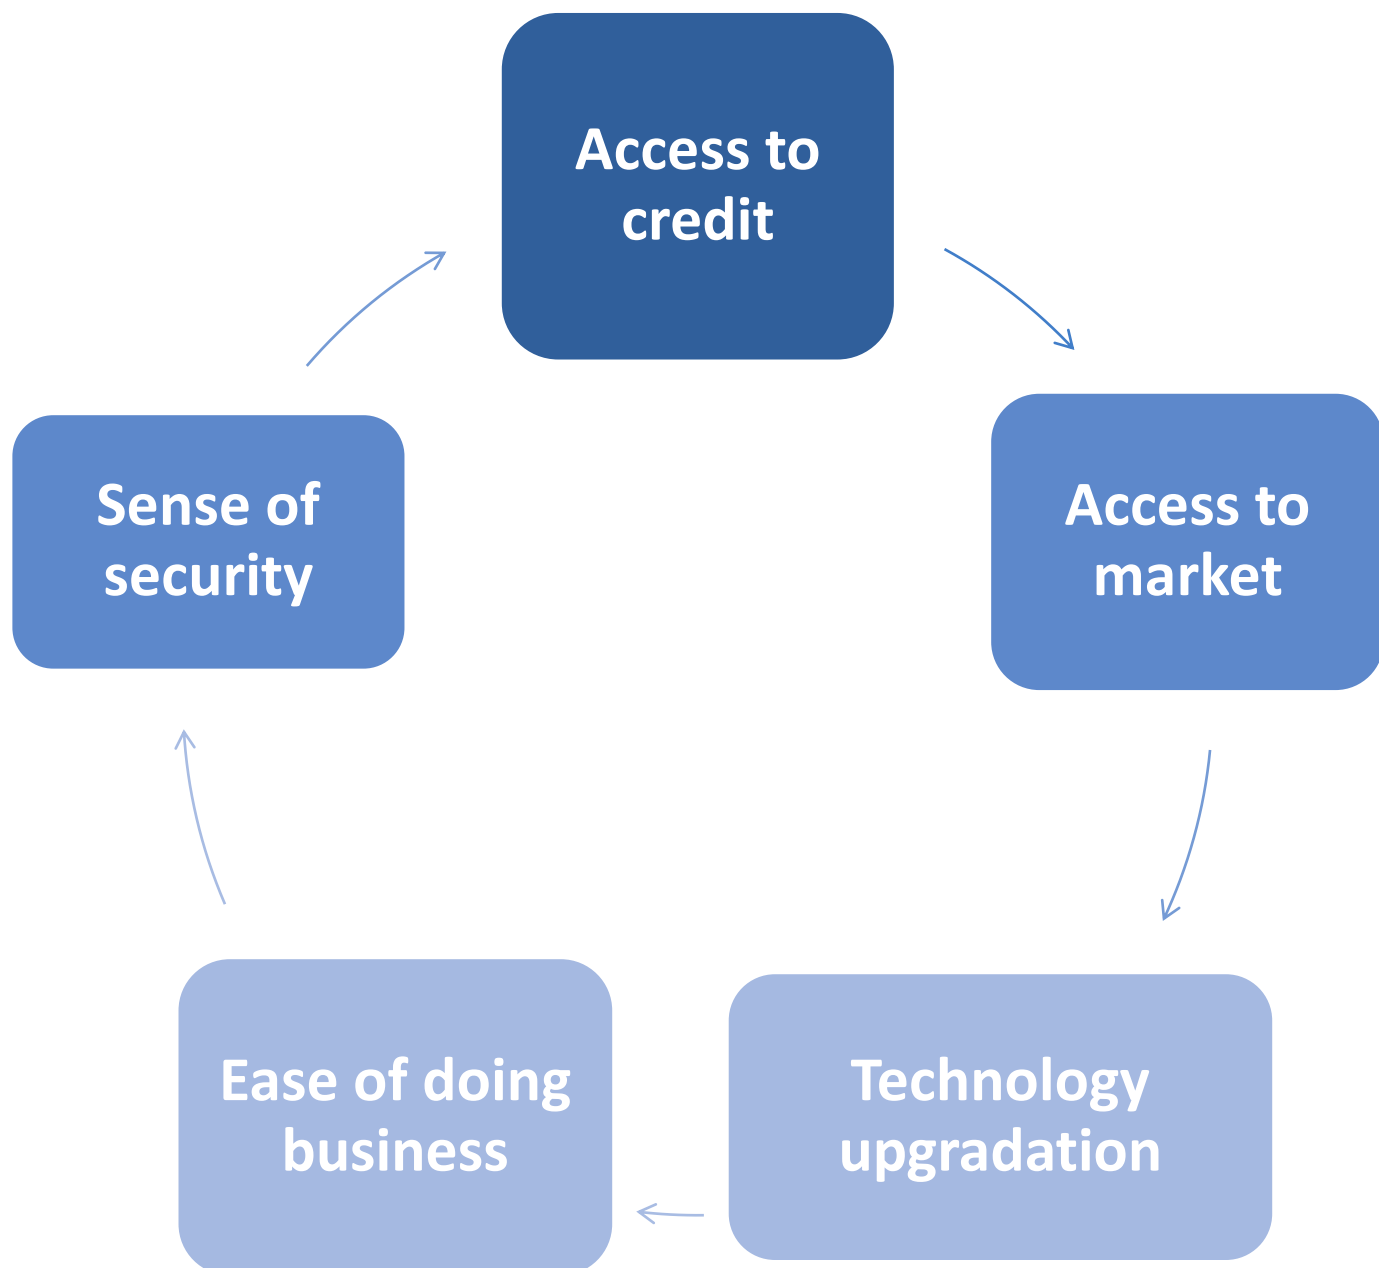 Access to
credit
Access to
market
Technology
upgradation
Ease of doing
business
Sense of
security